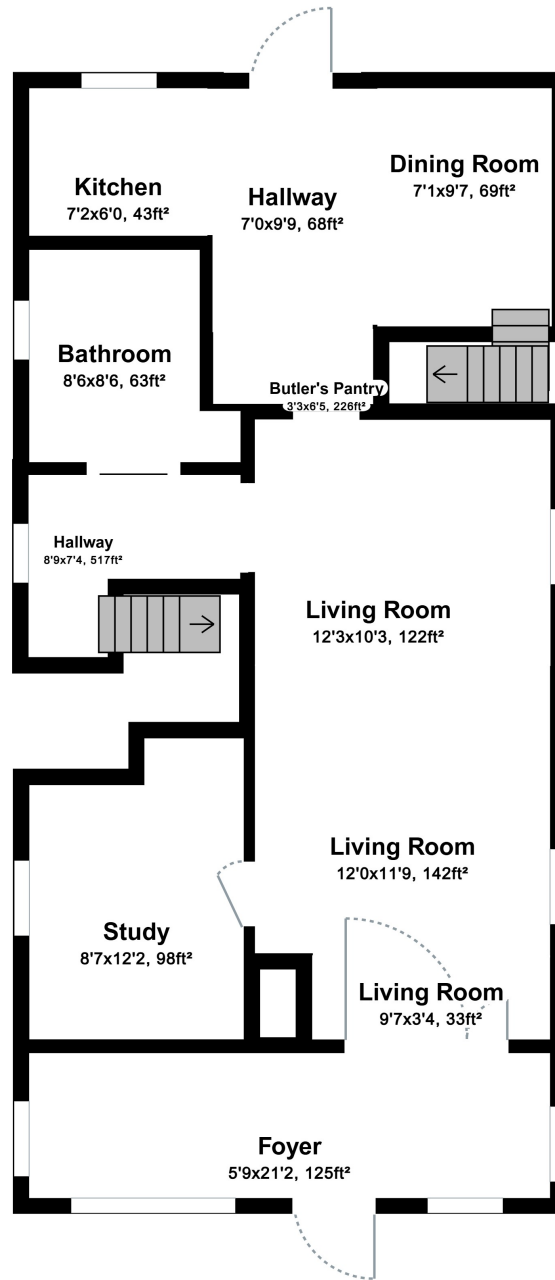 Kitchen
7'2x6'0, 43ft²
Hallway
7'0x9'9, 68ft²
Dining Room
7'1x9'7, 69ft²
Bathroom
8'6x8'6, 63ft²
Butler's Pantry
3'3x6'5, 226ft²
Hallway
8'9x7'4, 517ft²
Living Room
12'3x10'3, 122ft²
Living Room
12'0x11'9, 142ft²
Study
8'7x12'2, 98ft²
Living Room
9'7x3'4, 33ft²
Foyer
5'9x21'2, 125ft²